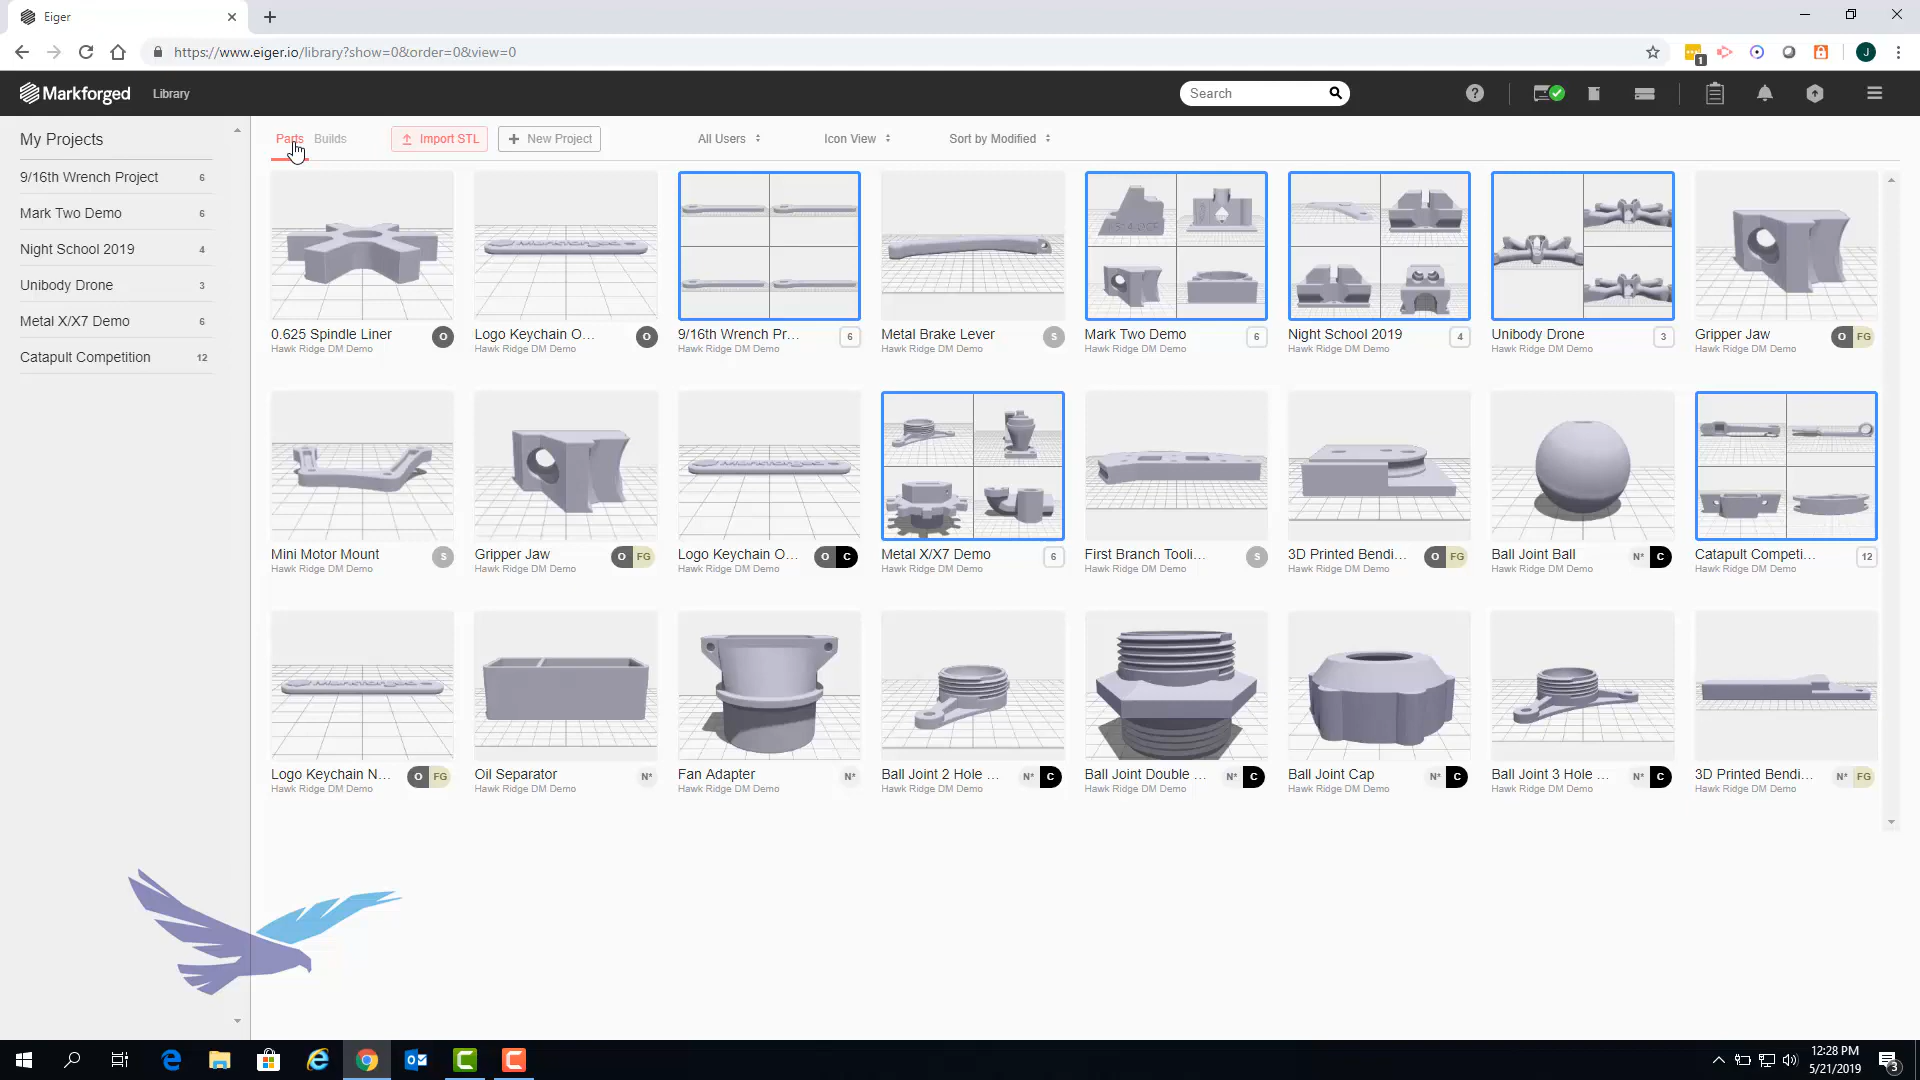 Eiger
https://www.eiger.io/library?show=0&order=0&view=0
1
J
Markforged
Library
Search
?
My Projects
9/16th Wrench Project 6
Mark Two Demo 6
Night School 2019 4
Unibody Drone 3
Metal X/X7 Demo 6
Catapult Competition 12
Parts Builds Import STL + New Project All Users Icon View Sort by Modified
0.625 Spindle Liner O
Hawk Ridge DM Demo
Logo Keychain O... O
Hawk Ridge DM Demo
9/16th Wrench Pr... 6
Hawk Ridge DM Demo
Metal Brake Lever S
Hawk Ridge DM Demo
Mark Two Demo 6
Hawk Ridge DM Demo
Night School 2019 4
Hawk Ridge DM Demo
Unibody Drone 3
Hawk Ridge DM Demo
Gripper Jaw O FG
Hawk Ridge DM Demo
Mini Motor Mount S
Hawk Ridge DM Demo
Gripper Jaw O FG
Hawk Ridge DM Demo
Logo Keychain O... O C
Hawk Ridge DM Demo
Metal X/X7 Demo 6
Hawk Ridge DM Demo
First Branch Tooli... S
Hawk Ridge DM Demo
3D Printed Bendi... O FG
Hawk Ridge DM Demo
Ball Joint Ball N* C
Hawk Ridge DM Demo
Catapult Competi... 12
Hawk Ridge DM Demo
Logo Keychain N... O FG
Hawk Ridge DM Demo
Oil Separator N*
Hawk Ridge DM Demo
Fan Adapter N*
Hawk Ridge DM Demo
Ball Joint 2 Hole ... N* C
Hawk Ridge DM Demo
Ball Joint Double ... N* C
Hawk Ridge DM Demo
Ball Joint Cap N* C
Hawk Ridge DM Demo
Ball Joint 3 Hole ... N* C
Hawk Ridge DM Demo
3D Printed Bendi... N* FG
Hawk Ridge DM Demo
12:28 PM
5/21/2019
3